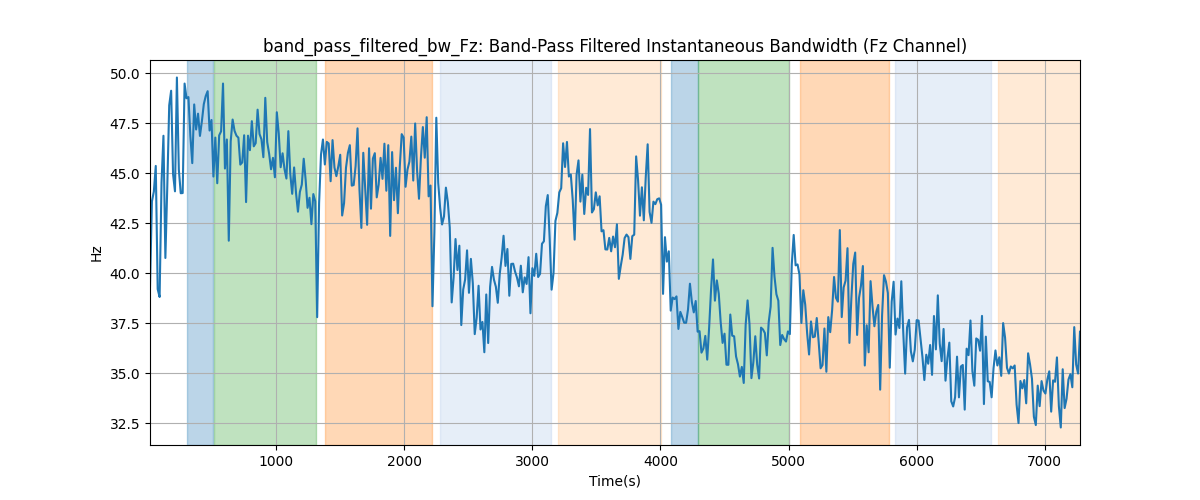 band_pass_filtered_bw_Fz: Band-Pass Filtered Instantaneous Bandwidth (Fz Channel)
50.0
47.5
45.0
42.5
40.0
37.5
35.0
32.5
Hz
1000 2000 3000 4000 5000 6000 7000
Time(s)